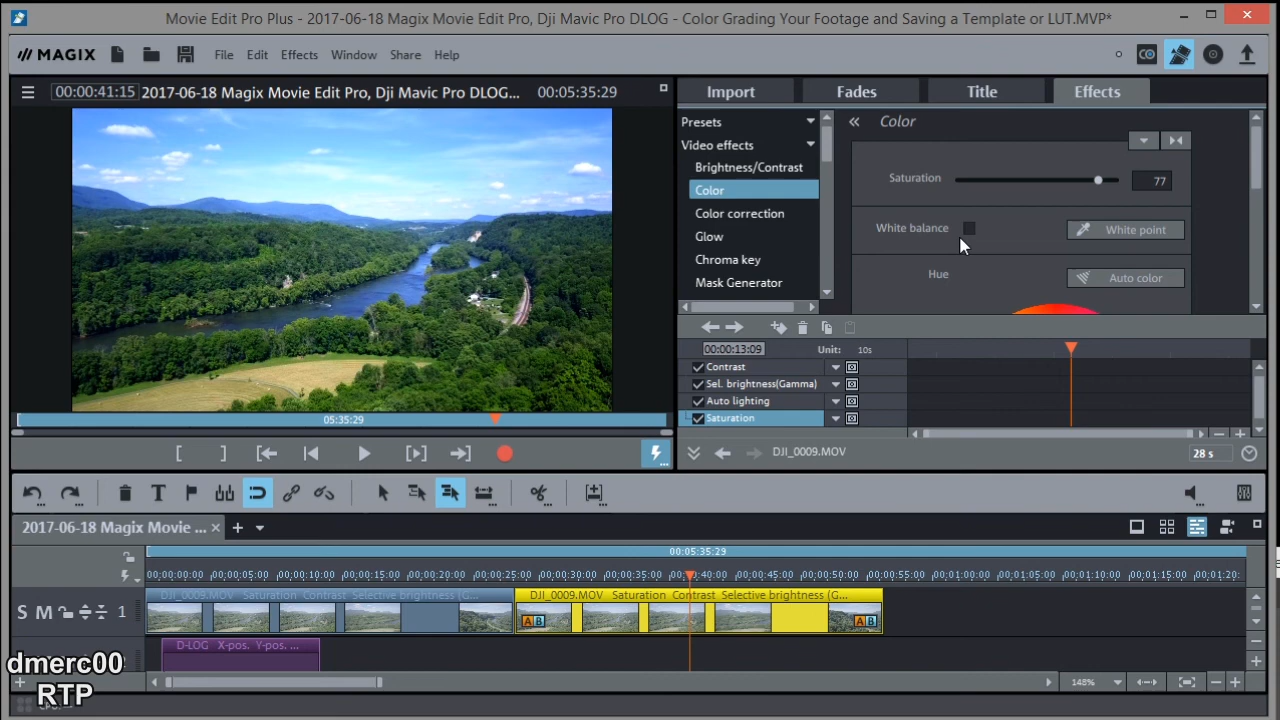 Movie Edit Pro Plus - 2017-06-18 Magix Movie Edit Pro, Dji Mavic Pro DLOG - Color Grading Your Footage and Saving a Template or LUT.MVP*
MAGIX File Edit Effects Window Share Help
00:00:41:15 2017-06-18 Magix Movie Edit Pro, Dji Mavic Pro DLOG... 00:05:35:29
Import Fades Title Effects
Presets
Video effects
Brightness/Contrast
Color
Color correction
Glow
Chroma key
Mask Generator
Color
Saturation 77
White balance White point
Hue Auto color
00:00:13:09 Unit: 10s
Contrast
Sel. brightness(Gamma)
Auto lighting
Saturation
DJI_0009.MOV 28 s
05:35:29
2017-06-18 Magix Movie ...
00:05:35:29
00:00:00:00 00:00:05:00 00:00:10:00 00:00:15:00 00:00:20:00 00:00:25:00 00:00:30:00 00:00:35:00 00:00:40:00 00:00:45:00 00:00:50:00 00:00:55:00 00:01:00:00 00:01:05:00 00:01:10:00 00:01:15:00 00:01:20:
S M 1
DJI_0009.MOV Saturation Contrast Selective brightness (G...
DJI_0009.MOV Saturation Contrast Selective brightness (G...
A B A B
D-LOG X-pos. Y-pos. ...
148%
dmerc00
RTP